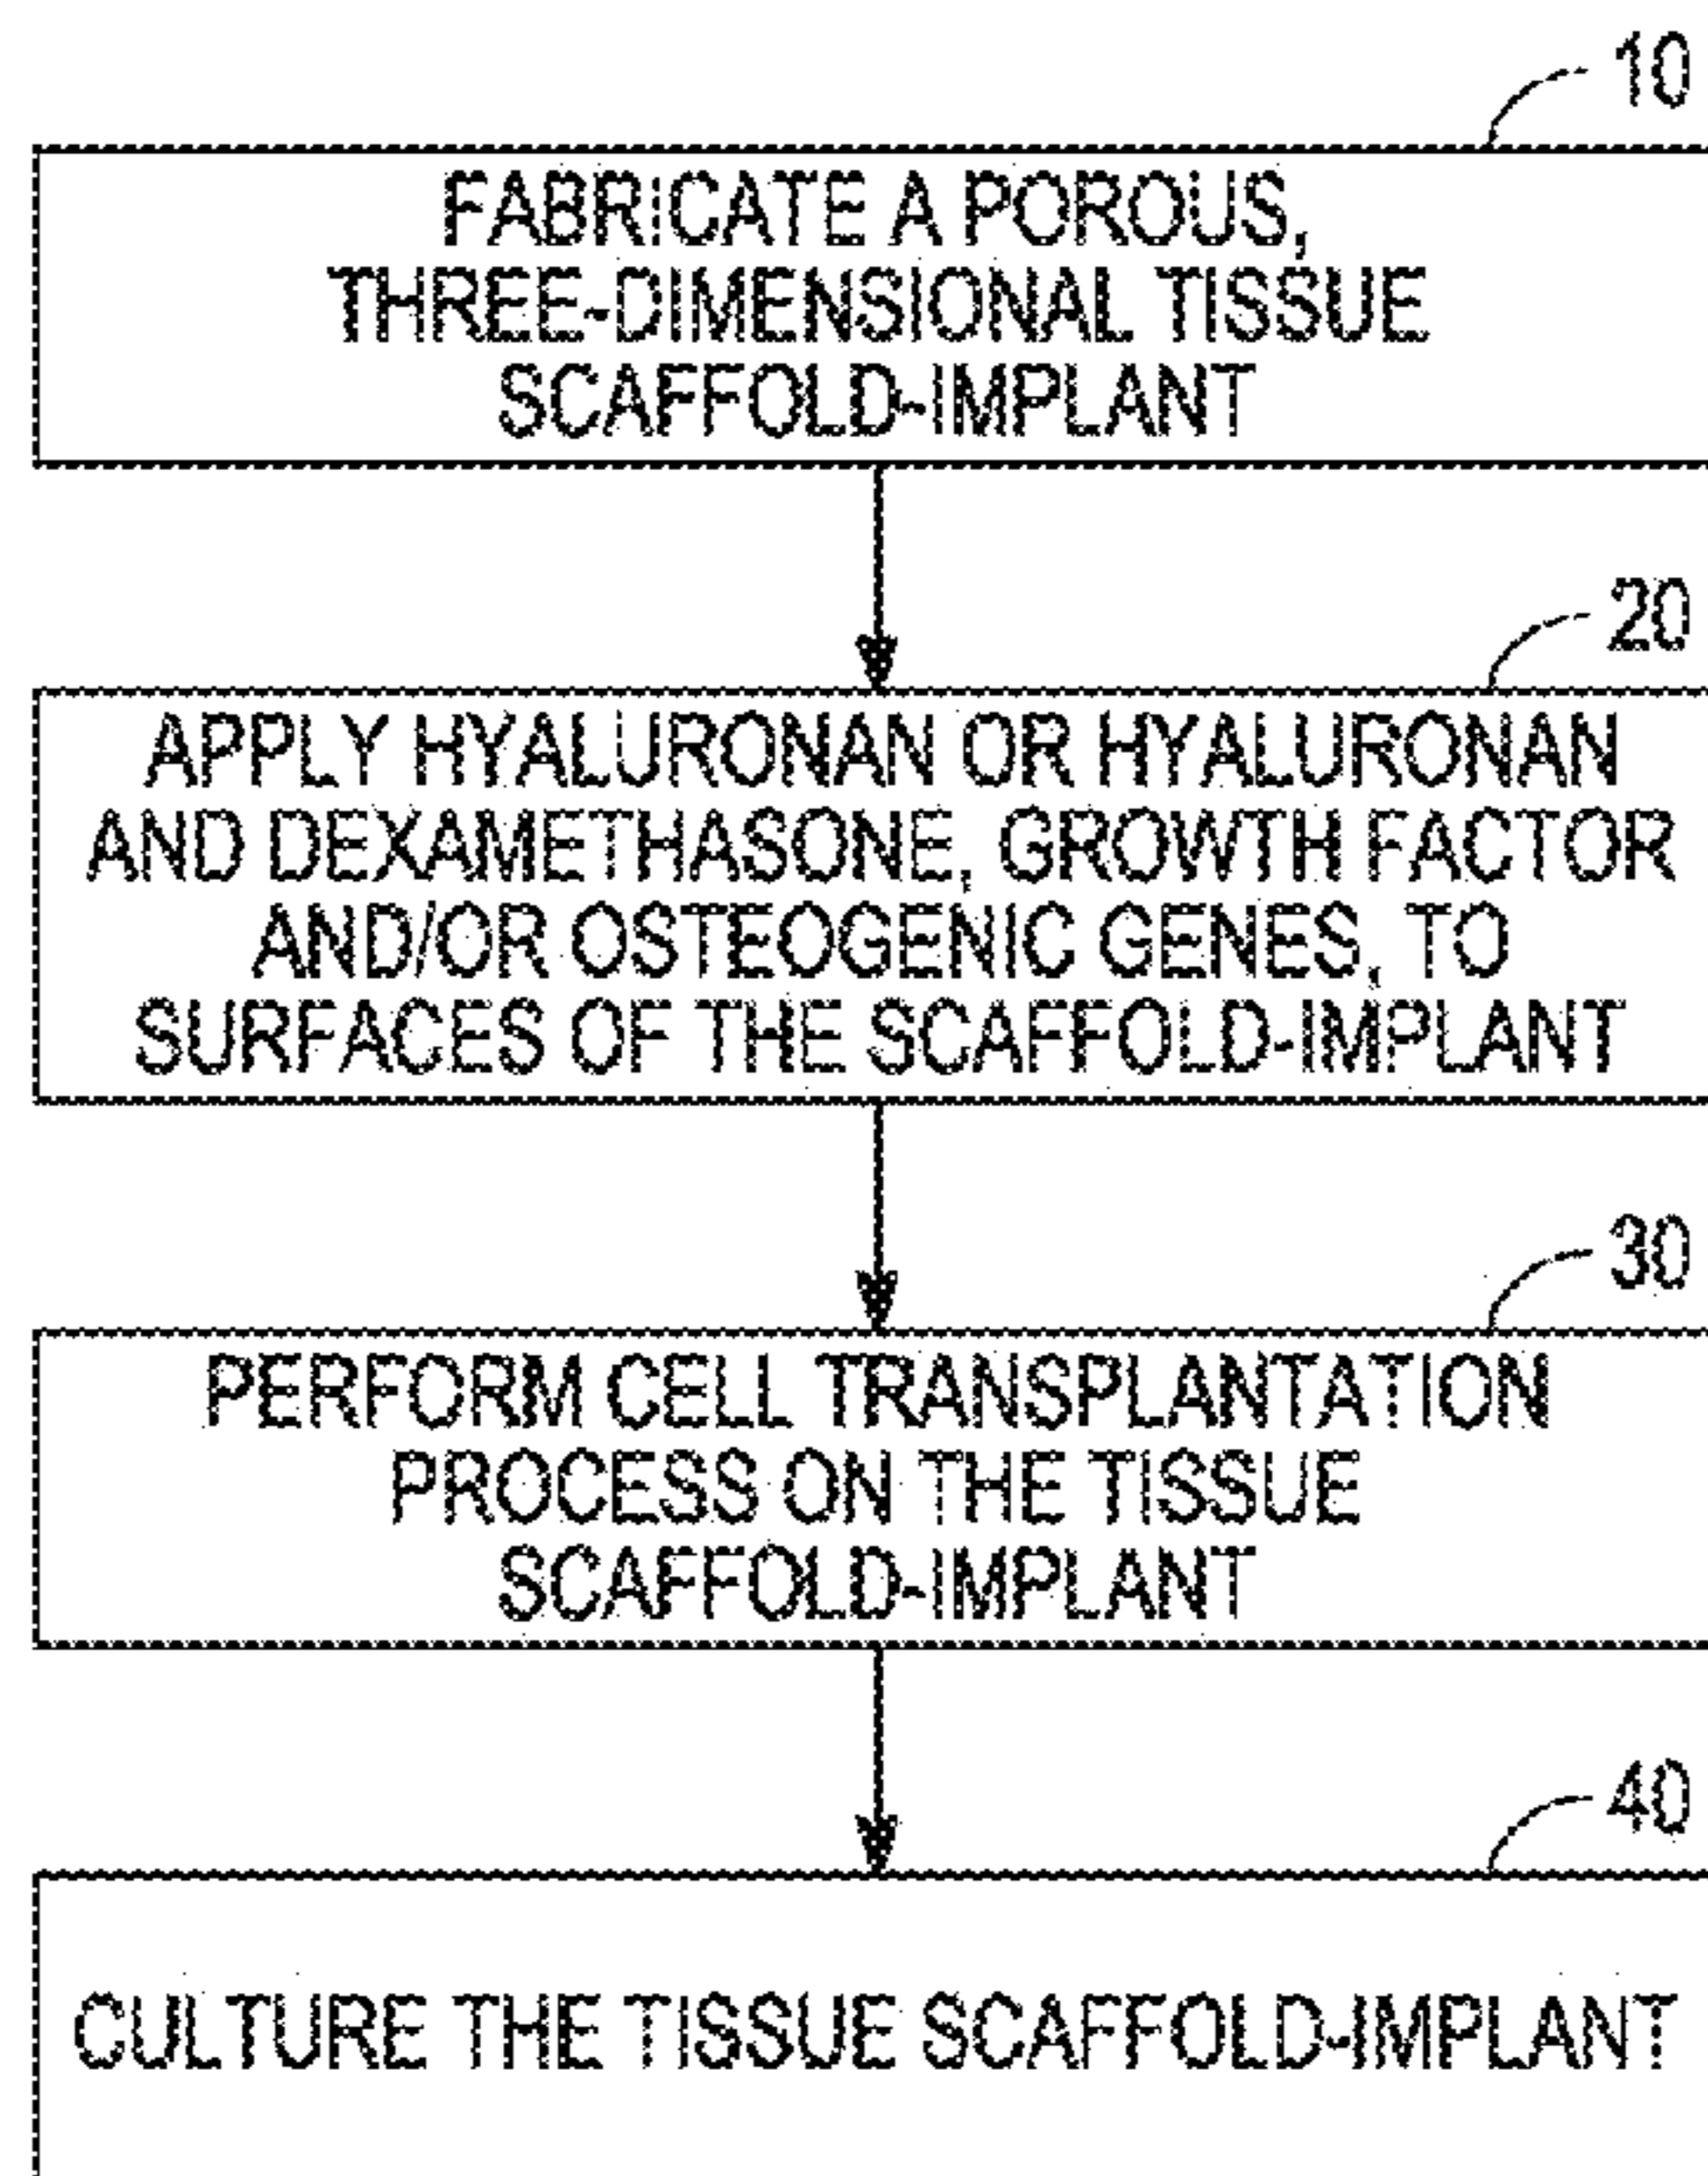 10
FABRICATE A POROUS,
THREE-DIMENSIONAL TISSUE
SCAFFOLD-IMPLANT
20
APPLY HYALURONAN OR HYALURONAN
AND DEXAMETHASONE, GROWTH FACTOR
AND/OR OSTEOGENIC GENES, TO
SURFACES OF THE SCAFFOLD-IMPLANT
30
PERFORM CELL TRANSPLANTATION
PROCESS ON THE TISSUE
SCAFFOLD-IMPLANT
40
CULTURE THE TISSUE SCAFFOLD-IMPLANT